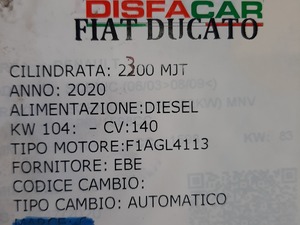 DISFACAR
FIAT DUCATO
CILINDRATA: 2300 MJT
ANNO: 2020
ALIMENTAZIONE:DIESEL
KW 104: – CV:140
TIPO MOTORE:F1AGL4113
FORNITORE: EBE
CODICE CAMBIO:
TIPO CAMBIO: AUTOMATICO